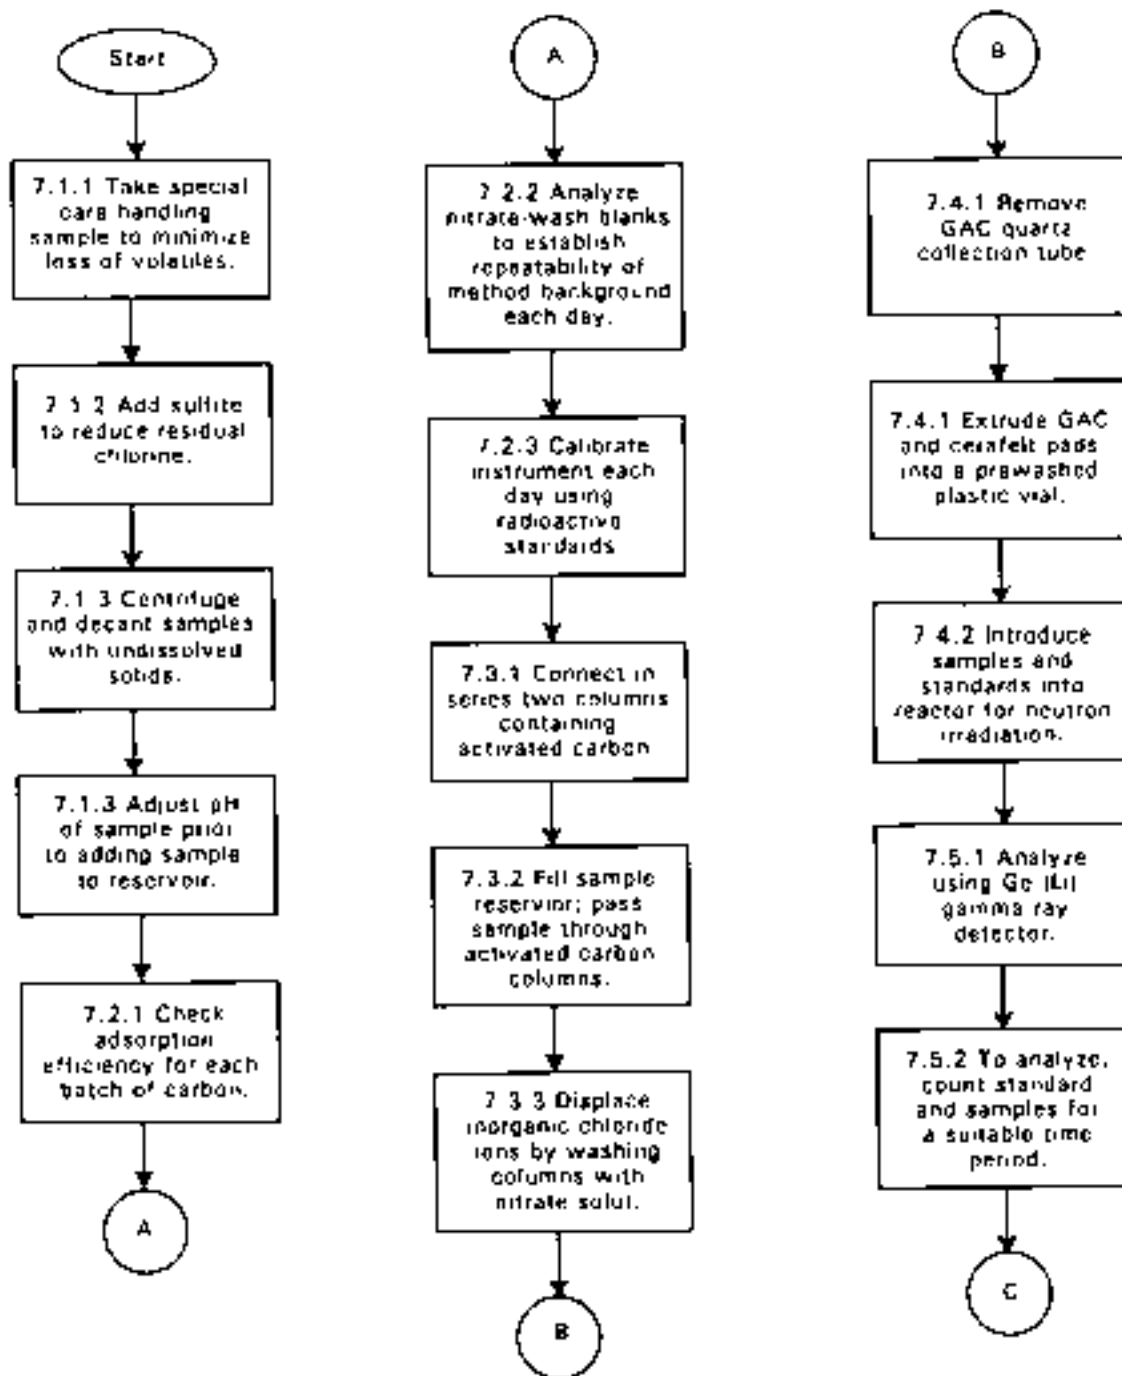 Start
7.1.1 Take special
care handling
sample to minimize
loss of volatiles.
7.1.2 Add sulfite
to reduce residual
chlorine.
7.1.3 Centrifuge
and decant samples
with undissolved
solids.
7.1.3 Adjust pH
of sample prior
to adding sample
to reservoir.
7.2.1 Check
adsorption
efficiency for each
batch of carbon.
A
A
7.2.2 Analyze
nitrate-wash blanks
to establish
repeatability of
method background
each day.
7.2.3 Calibrate
instrument each
day using
radioactive
standards
7.3.1 Connect in
series two columns
containing
activated carbon
7.3.2 Fill sample
reservior; pass
sample through
activated carbon
columns.
7.3.3 Displace
inorganic chloride
ions by washing
columns with
nitrate solut.
B
B
7.4.1 Remove
GAC quartz
collection tube
7.4.1 Extrude GAC
and cerafelt pads
into a prewashed
plastic vial.
7.4.2 Introduce
samples and
standards into
reactor for neutron
irradiation.
7.5.1 Analyze
using Ge (Li)
gamma ray
detector.
7.5.2 To analyze,
count standard
and samples for
a suitable time
period.
C